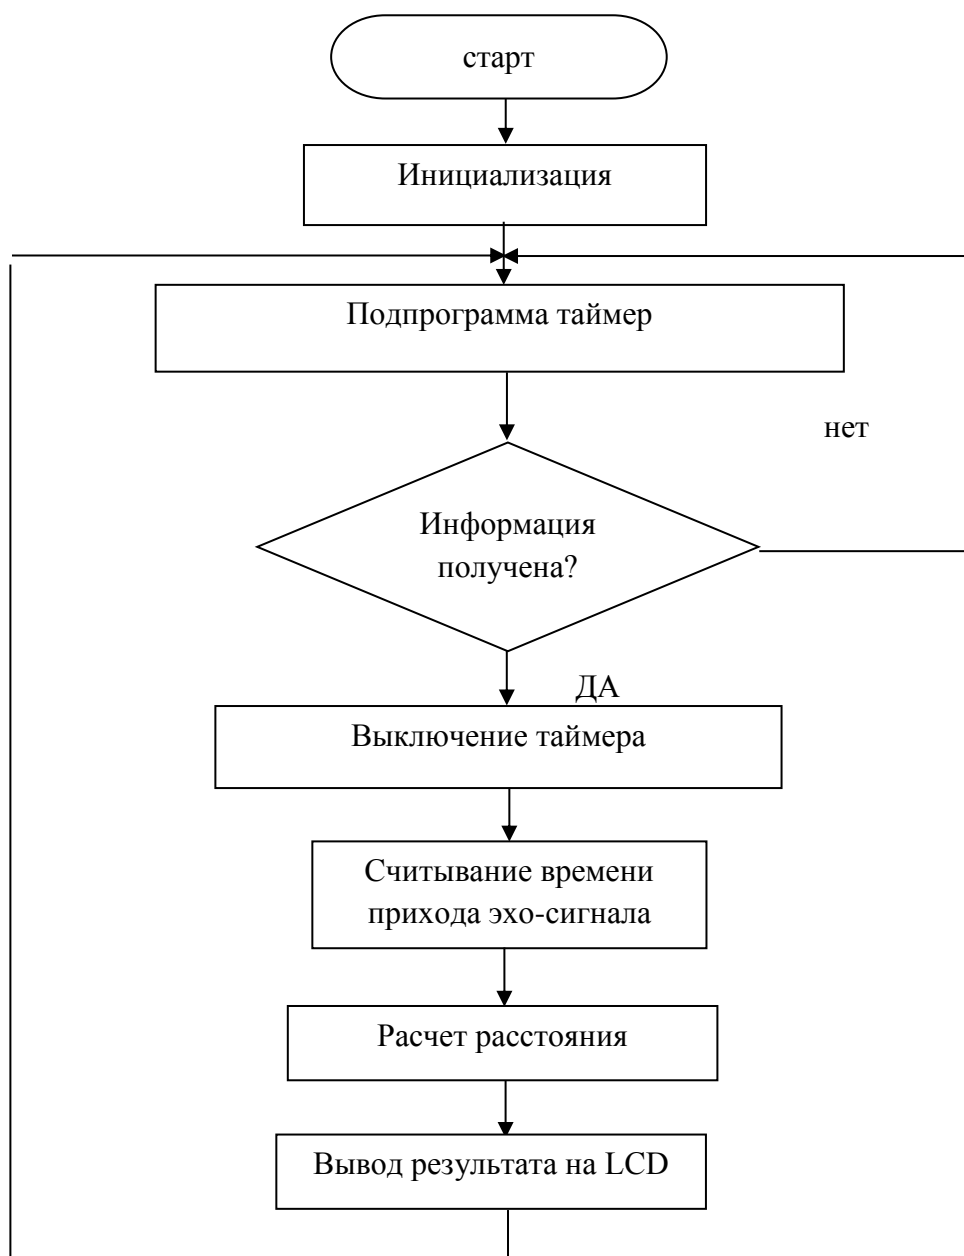 старт
Инициализация
Подпрограмма таймер
нет
Информация
получена?
ДА
Выключение таймера
Считывание времени
прихода эхо-сигнала
Расчет расстояния
Вывод результата на LCD